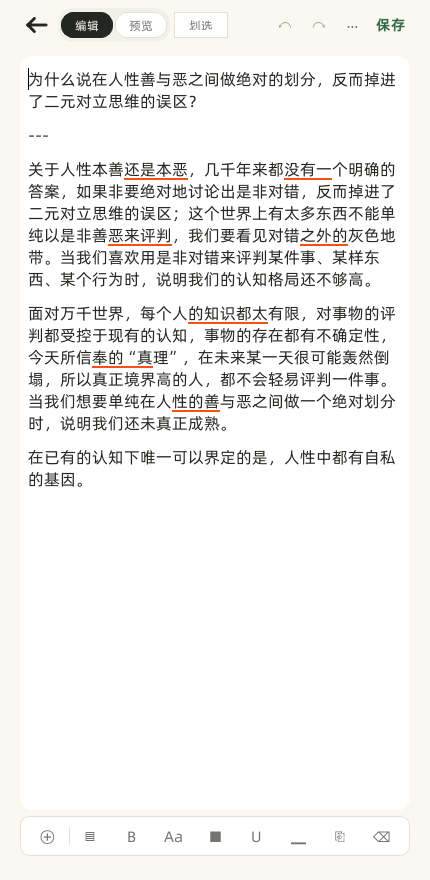 编辑 预览 划选 ... 保存
为什么说在人性善与恶之间做绝对的划分，反而掉进
了二元对立思维的误区？
---
关于人性本善还是本恶，几千年来都没有一个明确的
答案，如果非要绝对地讨论出是非对错，反而掉进了
二元对立思维的误区；这个世界上有太多东西不能单
纯以是非善恶来评判，我们要看见对错之外的灰色地
带。当我们喜欢用是非对错来评判某件事、某样东
西、某个行为时，说明我们的认知格局还不够高。
面对万千世界，每个人的知识都太有限，对事物的评
判都受控于现有的认知，事物的存在都有不确定性，
今天所信奉的“真理”，在未来某一天很可能轰然倒
塌，所以真正境界高的人，都不会轻易评判一件事。
当我们想要单纯在人性的善与恶之间做一个绝对划分
时，说明我们还未真正成熟。
在已有的认知下唯一可以界定的是，人性中都有自私
的基因。
B Aa U